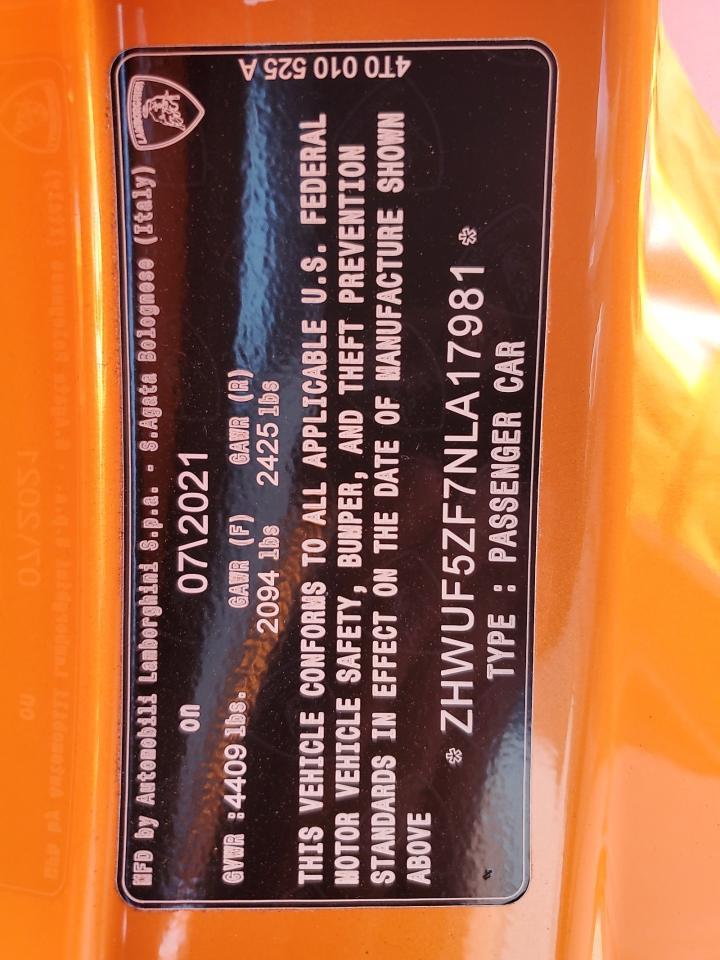 MFD by Automobili Lamborghini S.p.a. - S.Agata Bolognese (Italy)
LAMBORGHINI
on 07\2021
GVWR :4409 lbs. GAWR (F) GAWR (R)
2094 lbs 2425 lbs
THIS VEHICLE CONFORMS TO ALL APPLICABLE U.S. FEDERAL
MOTOR VEHICLE SAFETY, BUMPER, AND THEFT PREVENTION
STANDARDS IN EFFECT ON THE DATE OF MANUFACTURE SHOWN
ABOVE
* ZHWUF5ZF7NLA17981 *
TYPE : PASSENGER CAR
4T0 010 525 A